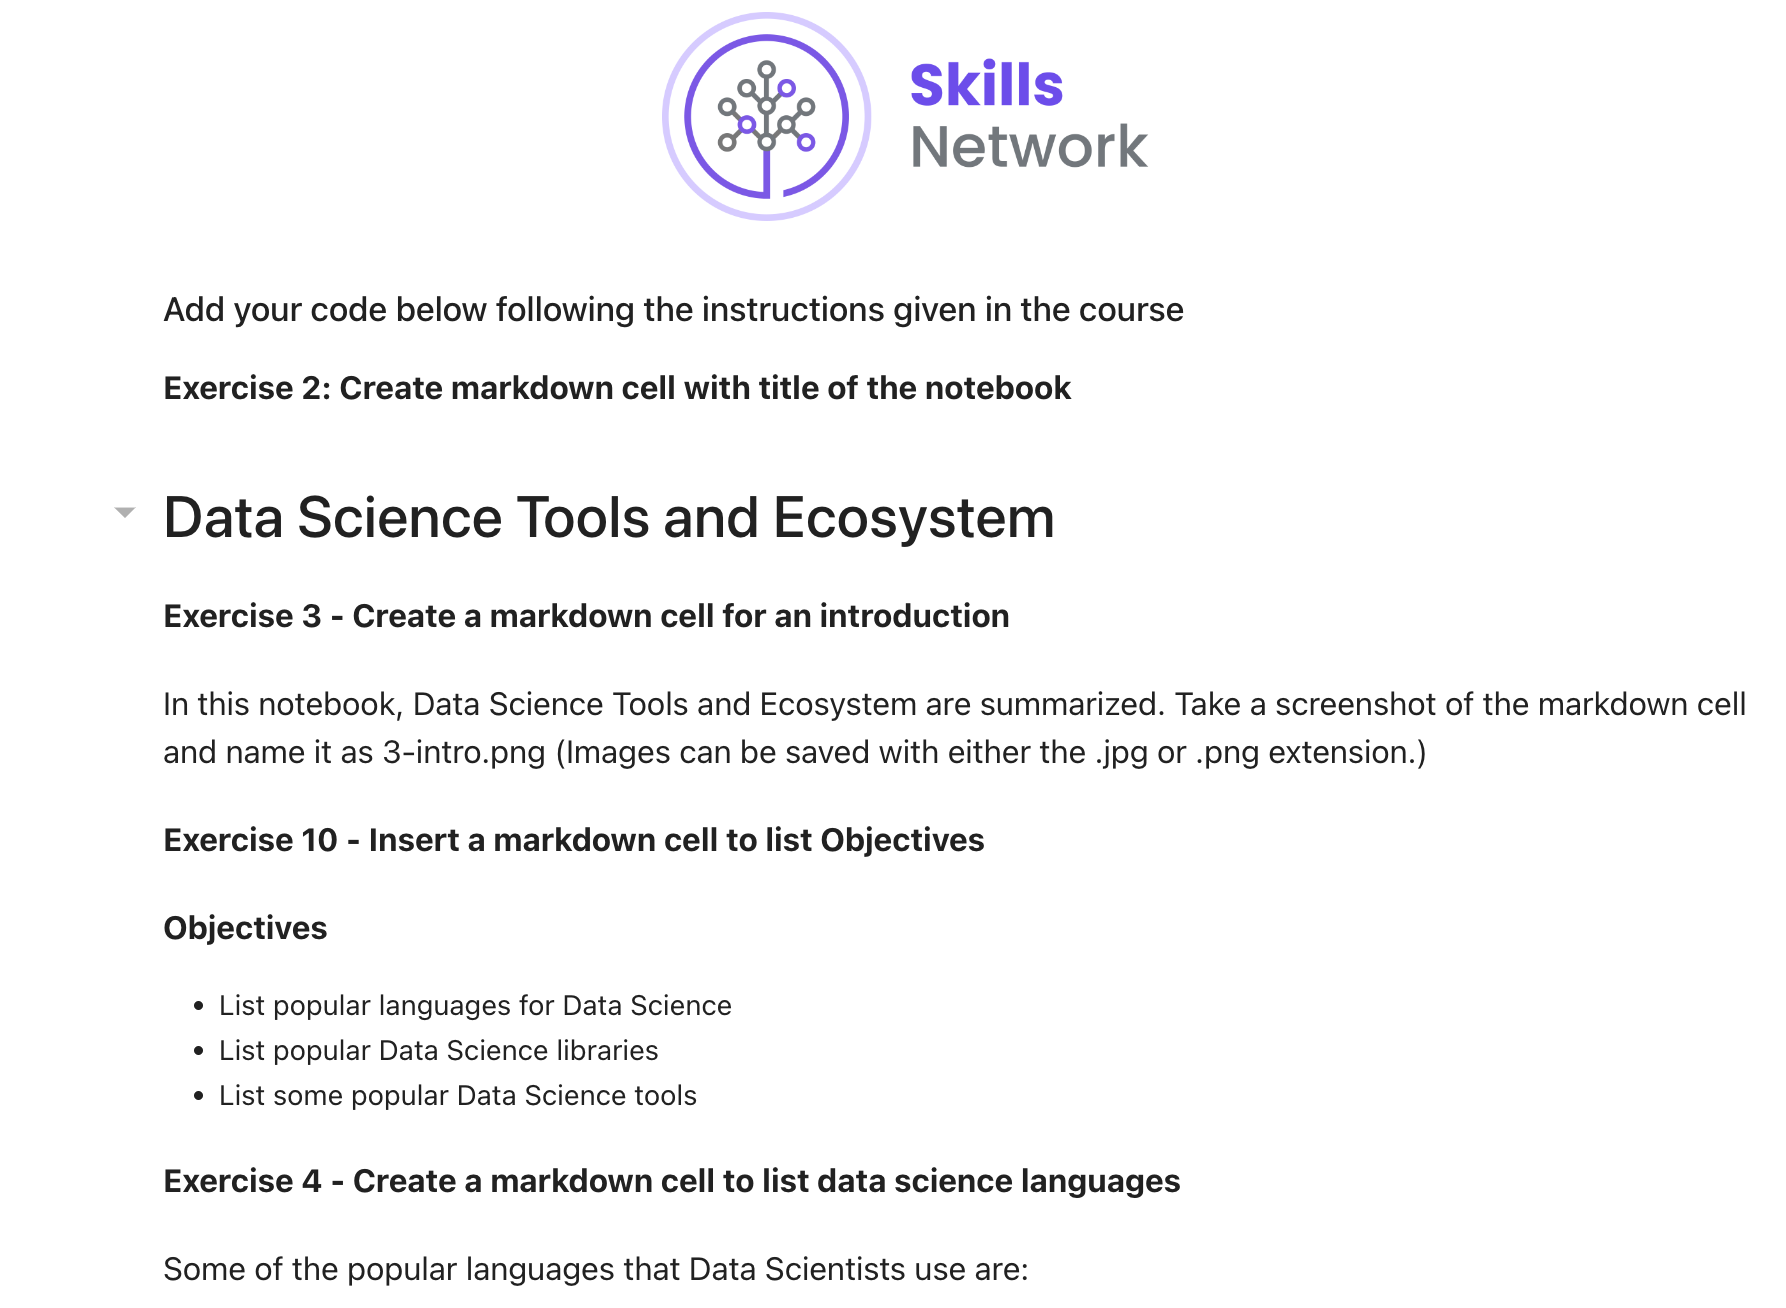 Skills
Network
Add your code below following the instructions given in the course
Exercise 2: Create markdown cell with title of the notebook
Data Science Tools and Ecosystem
Exercise 3 - Create a markdown cell for an introduction
In this notebook, Data Science Tools and Ecosystem are summarized. Take a screenshot of the markdown cell
and name it as 3-intro.png (Images can be saved with either the .jpg or .png extension.)
Exercise 10 - Insert a markdown cell to list Objectives
Objectives
• List popular languages for Data Science
• List popular Data Science libraries
• List some popular Data Science tools
Exercise 4 - Create a markdown cell to list data science languages
Some of the popular languages that Data Scientists use are: